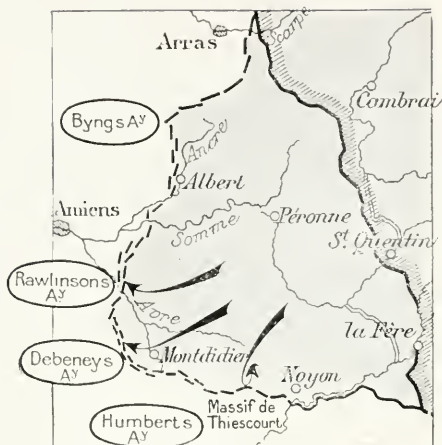 Arras
Scarpe
Cambrai
Byngs Ay
Ancre
Albert
Amiens
Somme
Péronne
St. Quentin
Rawlinsons
Ay
Avre
la Fère
Debeneys
Ay
Montdidier
Noyon
Massif de
Thiescourt
Humberts
Ay